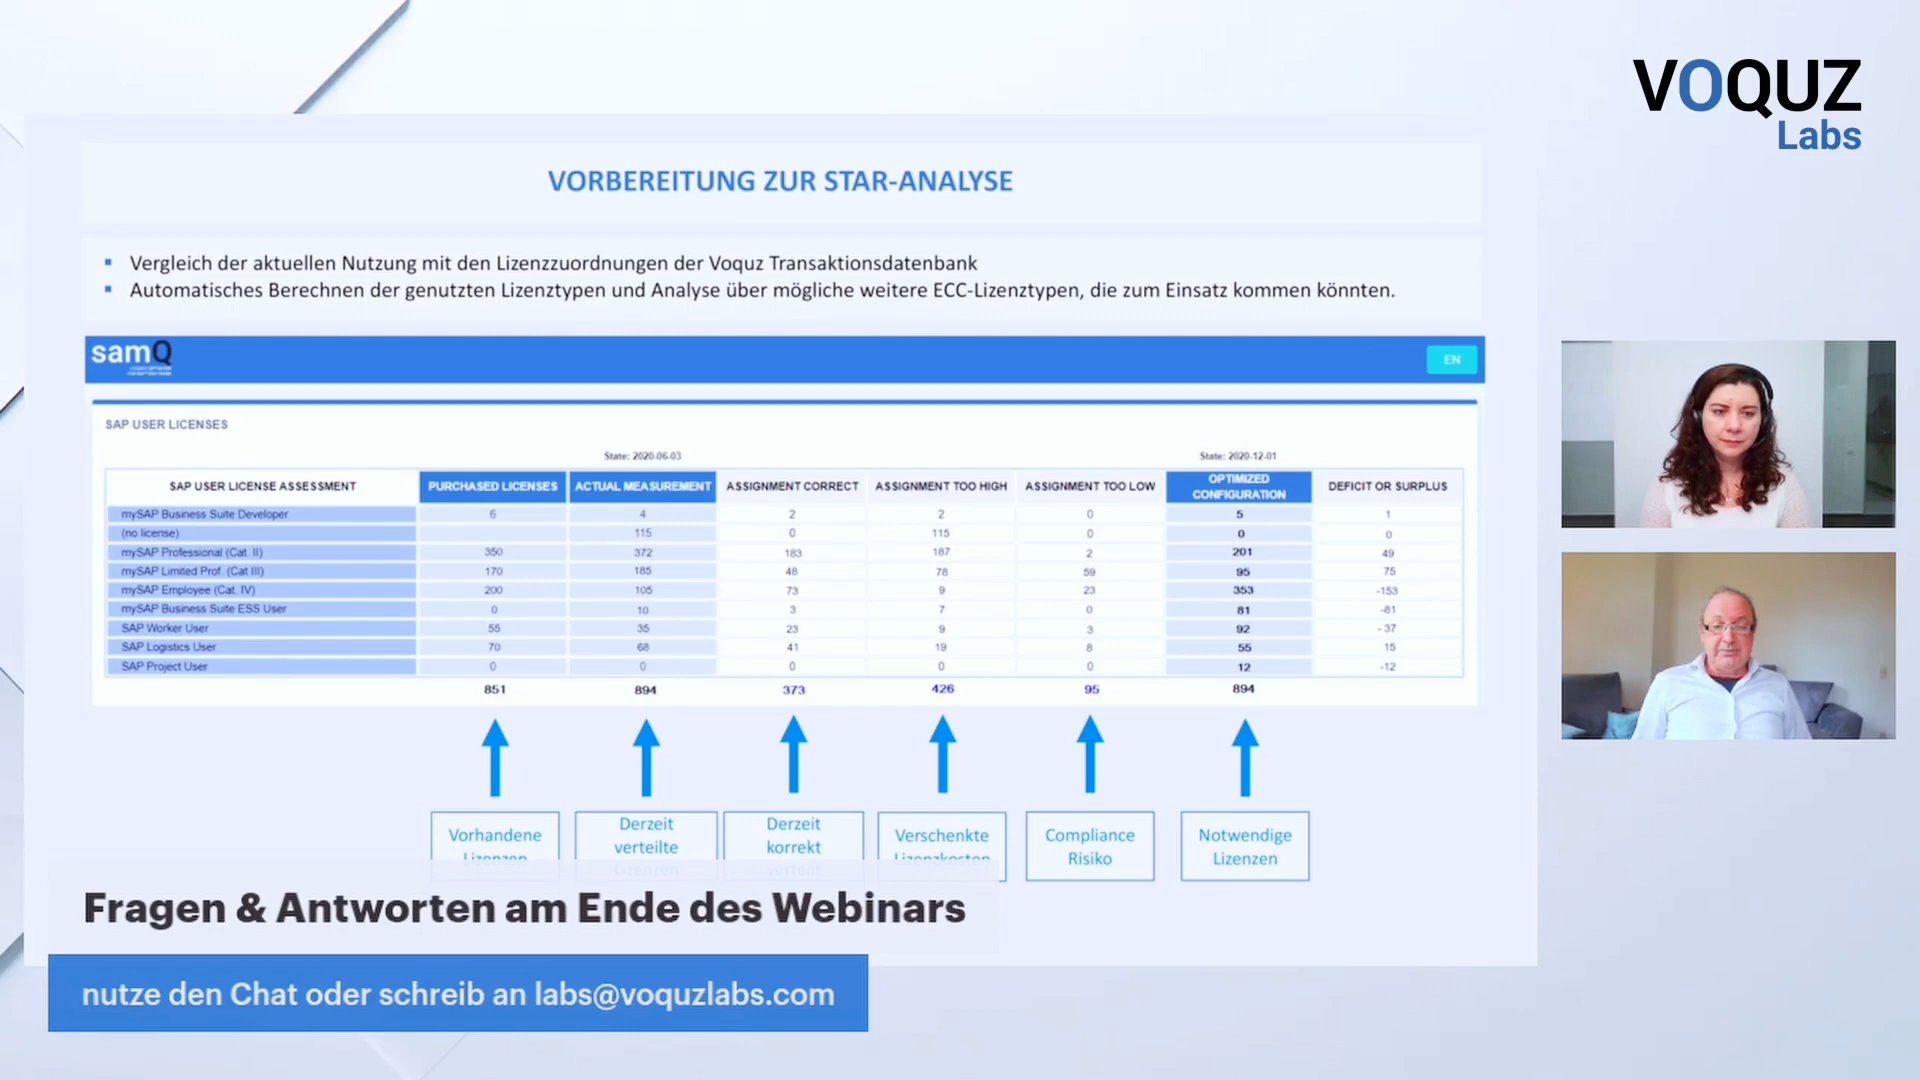 VOQUZ
Labs
VORBEREITUNG ZUR STAR-ANALYSE
▪ Vergleich der aktuellen Nutzung mit den Lizenzzuordnungen der Voquz Transaktionsdatenbank
▪ Automatisches Berechnen der genutzten Lizenztypen und Analyse über mögliche weitere ECC-Lizenztypen, die zum Einsatz kommen könnten.
samQ
EN
SAP USER LICENSES
State: 2020-06-03 State: 2020-12-01
SAP USER LICENSE ASSESSMENT PURCHASED LICENSES ACTUAL MEASUREMENT ASSIGNMENT CORRECT ASSIGNMENT TOO HIGH ASSIGNMENT TOO LOW OPTIMIZED CONFIGURATION DEFICIT OR SURPLUS
mySAP Business Suite Developer 6 4 2 2 0 5 1
(no license) 115 0 115 0 0 0
mySAP Professional (Cat. II) 350 372 183 187 2 201 49
mySAP Limited Prof. (Cat III) 170 185 48 78 59 95 75
mySAP Employee (Cat. IV) 200 105 73 9 23 353 -153
mySAP Business Suite ESS User 0 10 3 7 0 81 -81
SAP Worker User 55 35 23 9 3 92 - 37
SAP Logistics User 70 68 41 19 8 55 15
SAP Project User 0 0 0 0 0 12 -12
851 894 373 426 95 894
Vorhandene
Lizenzen
Derzeit
verteilte
Lizenzen
Derzeit
korrekt
verteilt
Verschenkte
Lizenzkosten
Compliance
Risiko
Notwendige
Lizenzen
Fragen & Antworten am Ende des Webinars
nutze den Chat oder schreib an labs@voquzlabs.com